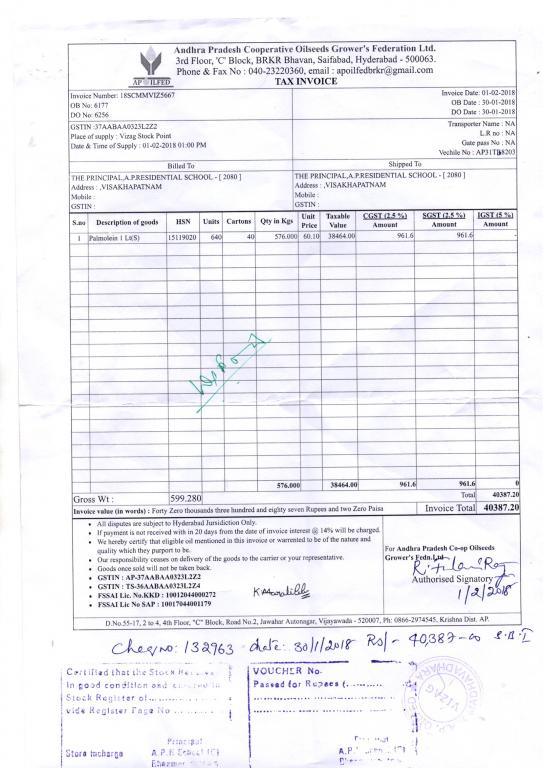 Andhra Pradesh Cooperative Oilseeds Grower's Federation Ltd.
3rd Floor, 'C' Block, BRKR Bhavan, Saifabad, Hyderabad - 500063.
Phone & Fax No : 040-23220360, email : apoilfedbrkr@gmail.com
AP OILFED
TAX INVOICE
Invoice Number: 18SCMMVIZ5667
OB No: 6177
DO No: 6256
Invoice Date: 01-02-2018
OB Date : 30-01-2018
DO Date : 30-01-2018
GSTIN :37AABAA0323L2Z2
Place of supply : Vizag Stock Point
Date & Time of Supply : 01-02-2018 01:00 PM
Transporter Name : NA
L.R no : NA
Gate pass No : NA
Vechile No : AP31TB8203
Billed To
Shipped To
THE PRINCIPAL,A.P.RESIDENTIAL SCHOOL - [ 2080 ]
Address : ,VISAKHAPATNAM
Mobile :
GSTIN :
THE PRINCIPAL,A.P.RESIDENTIAL SCHOOL - [ 2080 ]
Address : ,VISAKHAPATNAM
Mobile :
GSTIN :
S.no Description of goods HSN Units Cartons Qty in Kgs Unit Price Taxable Value CGST (2.5 %) Amount SGST (2.5 %) Amount IGST (5 %) Amount
1 Palmolein 1 Lt(S) 15119020 640 40 576.000 60.10 38464.00 961.6 961.6 -
576.000 38464.00 961.6 961.6 0
Gross Wt : 599.280 Total 40387.20
Invoice value (in words) : Forty Zero thousands three hundred and eighty seven Rupees and two Zero Paisa Invoice Total 40387.20
• All disputes are subject to Hyderabad Jursidiction Only.
• If payment is not received with in 20 days from the date of invoice interest @ 14% will be charged.
• We hereby certify that eligible oil mentioned in this invoice or warrented to be of the nature and
quality which they purport to be.
• Our responsibility ceases on delivery of the goods to the carrier or your representative.
• Goods once sold will not be taken back.
• GSTIN : AP-37AABAA0323L2Z2
• GSTIN : TS-36AABAA0323L2Z4
• FSSAI Lic. No.KKD : 10012044000272
• FSSAI Lic No SAP : 10017044001179
For Andhra Pradesh Co-op Oilseeds
Grower's Fedn.Ltd
Authorised Signatory
1/2/2018
D.No.55-17, 2 to 4, 4th Floor, "C" Block, Road No.2, Jawahar Autonagar, Vijayawada - 520007, Ph: 0866-2974545, Krishna Dist. AP.
Cheq no: 132963 date: 30/1/2018 Rs/- 40,387-00 S.B.I
Certified that the Stock
in good condition and
Stock Register of
vide Register Page No
Principal
Store Incharge
VOUCHER No.
Passed for Rupees (
VIZAG